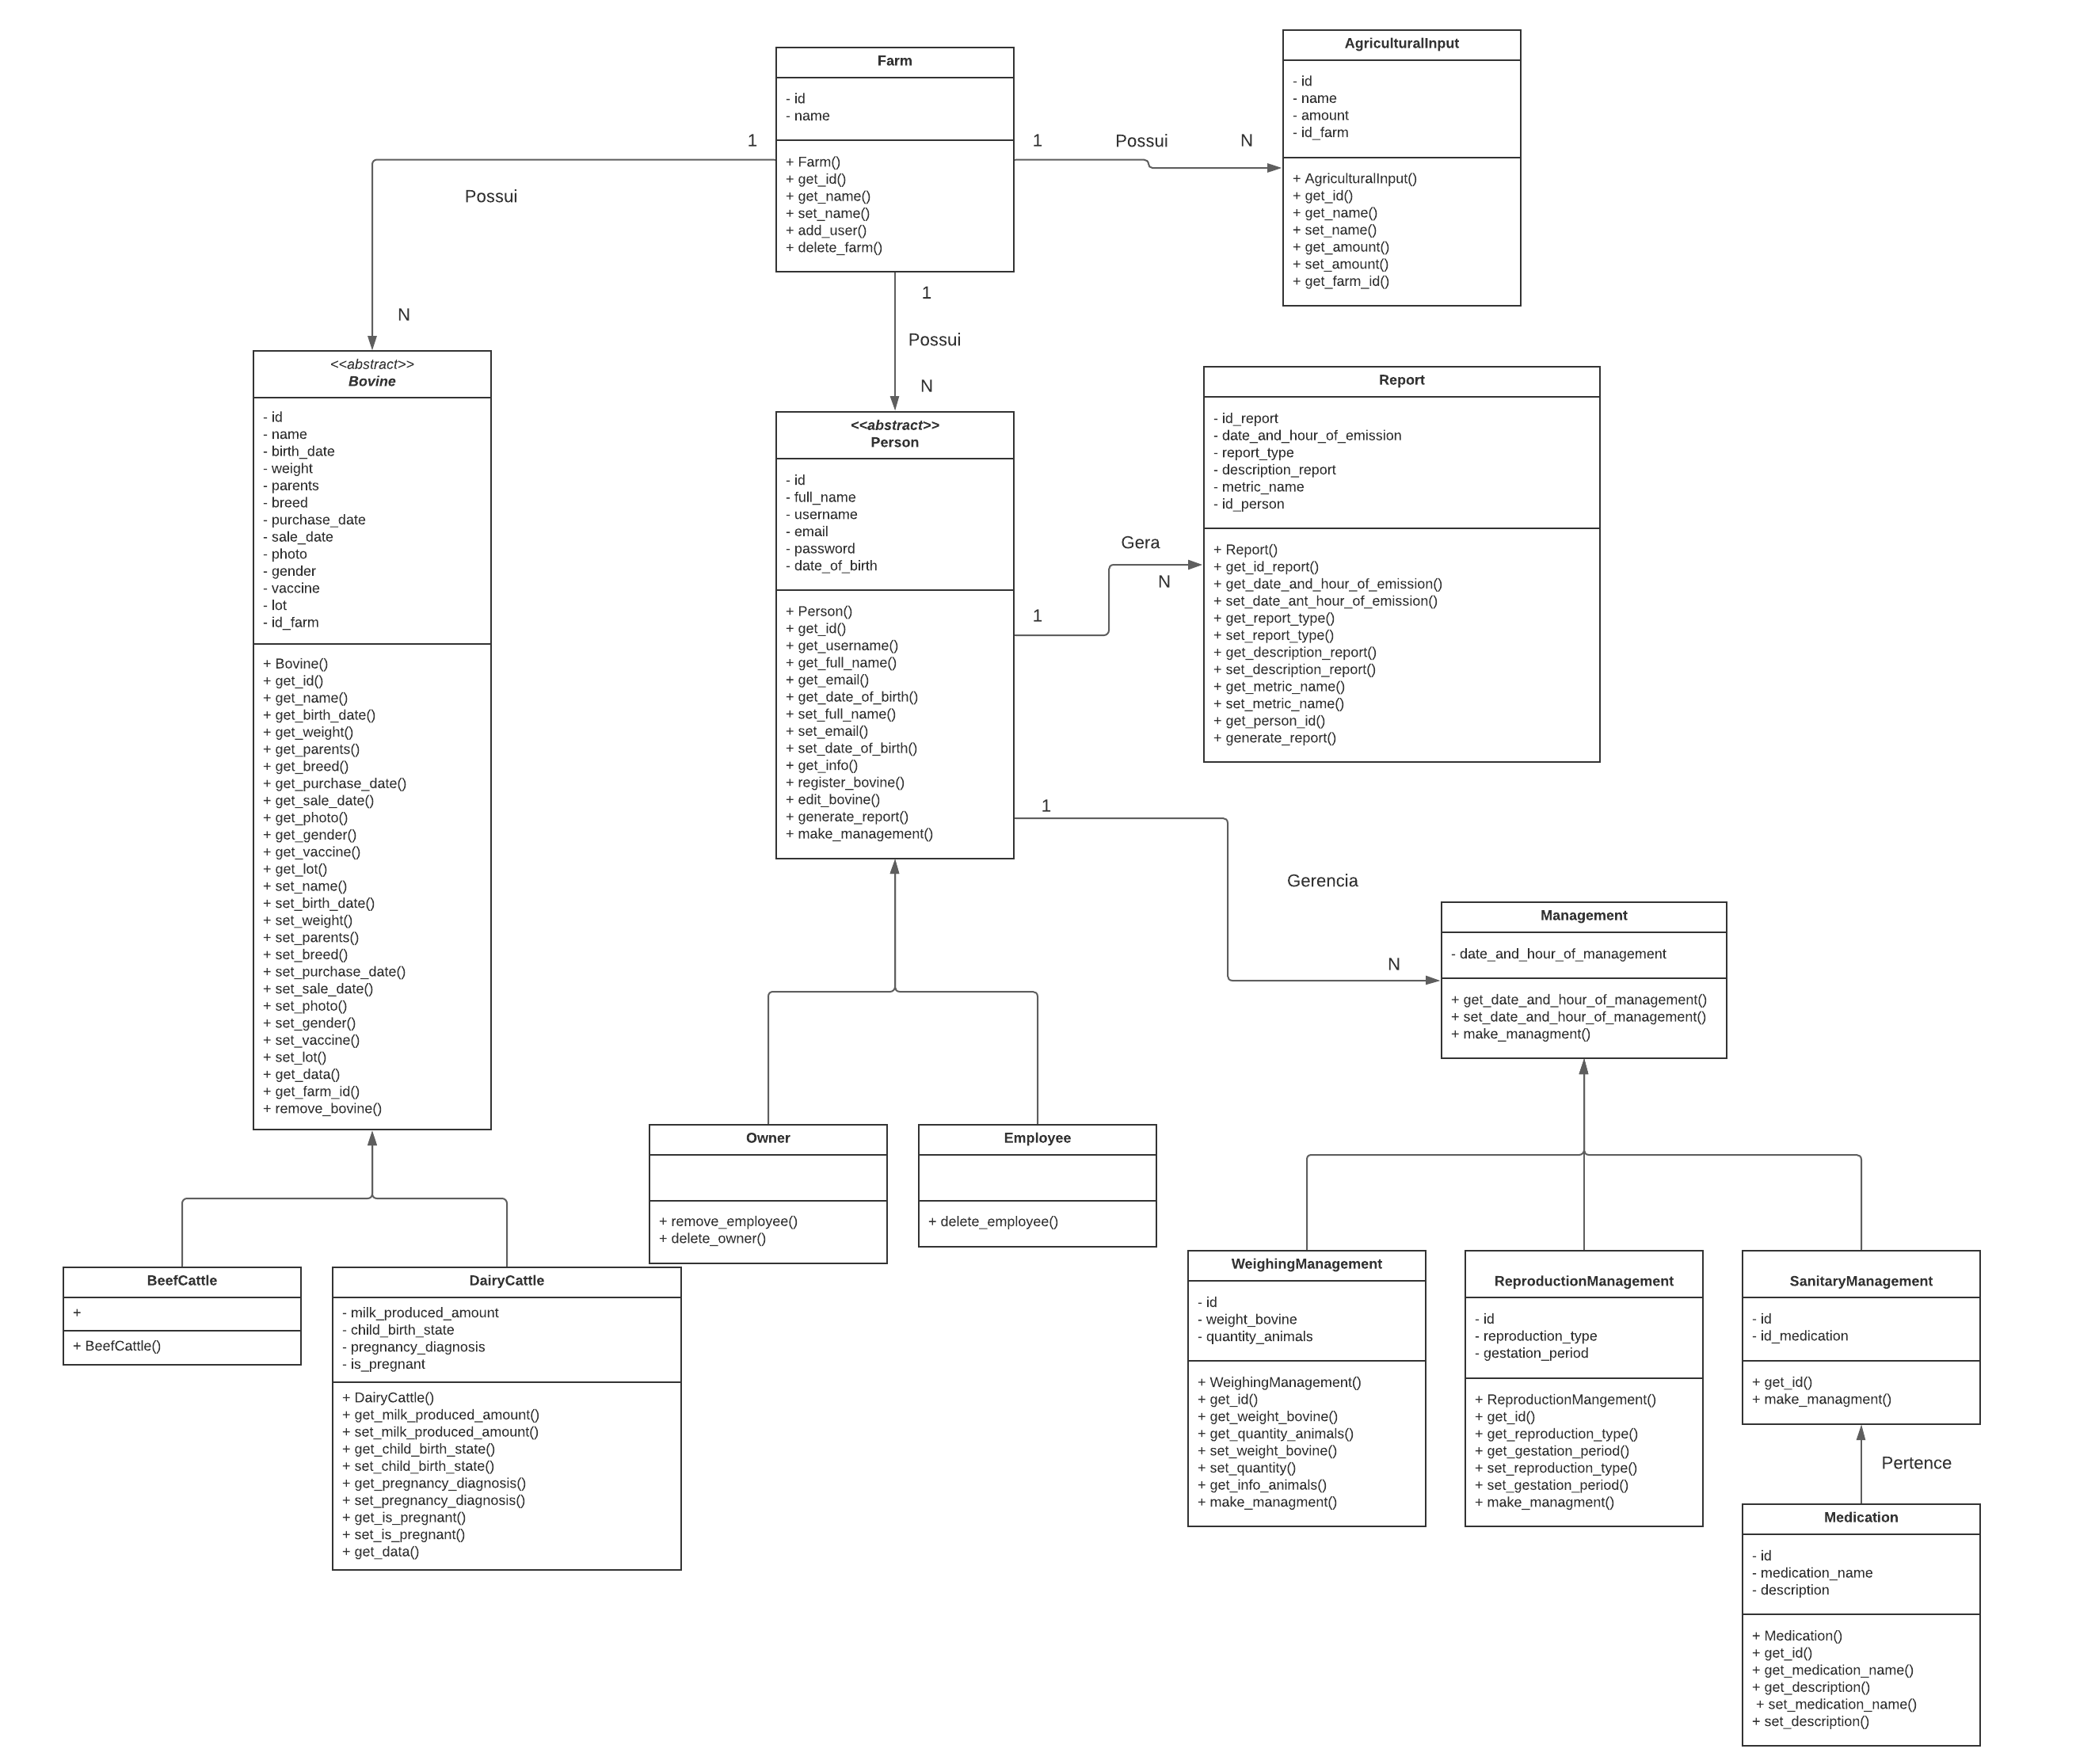 Farm
- id
- name
+ Farm()
+ get_id()
+ get_name()
+ set_name()
+ add_user()
+ delete_farm()
AgriculturalInput
- id
- name
- amount
- id_farm
+ AgriculturalInput()
+ get_id()
+ get_name()
+ set_name()
+ get_amount()
+ set_amount()
+ get_farm_id()
1
Possui
N
1
Possui
N
1
Possui
N
<<abstract>>
Bovine
- id
- name
- birth_date
- weight
- parents
- breed
- purchase_date
- sale_date
- photo
- gender
- vaccine
- lot
- id_farm
+ Bovine()
+ get_id()
+ get_name()
+ get_birth_date()
+ get_weight()
+ get_parents()
+ get_breed()
+ get_purchase_date()
+ get_sale_date()
+ get_photo()
+ get_gender()
+ get_vaccine()
+ get_lot()
+ set_name()
+ set_birth_date()
+ set_weight()
+ set_parents()
+ set_breed()
+ set_purchase_date()
+ set_sale_date()
+ set_photo()
+ set_gender()
+ set_vaccine()
+ set_lot()
+ get_data()
+ get_farm_id()
+ remove_bovine()
<<abstract>>
Person
- id
- full_name
- username
- email
- password
- date_of_birth
+ Person()
+ get_id()
+ get_username()
+ get_full_name()
+ get_email()
+ get_date_of_birth()
+ set_full_name()
+ set_email()
+ set_date_of_birth()
+ get_info()
+ register_bovine()
+ edit_bovine()
+ generate_report()
+ make_management()
Gera
N
1
Report
- id_report
- date_and_hour_of_emission
- report_type
- description_report
- metric_name
- id_person
+ Report()
+ get_id_report()
+ get_date_and_hour_of_emission()
+ set_date_ant_hour_of_emission()
+ get_report_type()
+ set_report_type()
+ get_description_report()
+ set_description_report()
+ get_metric_name()
+ set_metric_name()
+ get_person_id()
+ generate_report()
1
Gerencia
N
Management
- date_and_hour_of_management
+ get_date_and_hour_of_management()
+ set_date_and_hour_of_management()
+ make_managment()
Owner
+ remove_employee()
+ delete_owner()
Employee
+ delete_employee()
BeefCattle
+
+ BeefCattle()
DairyCattle
- milk_produced_amount
- child_birth_state
- pregnancy_diagnosis
- is_pregnant
+ DairyCattle()
+ get_milk_produced_amount()
+ set_milk_produced_amount()
+ get_child_birth_state()
+ set_child_birth_state()
+ get_pregnancy_diagnosis()
+ set_pregnancy_diagnosis()
+ get_is_pregnant()
+ set_is_pregnant()
+ get_data()
WeighingManagement
- id
- weight_bovine
- quantity_animals
+ WeighingManagement()
+ get_id()
+ get_weight_bovine()
+ get_quantity_animals()
+ set_weight_bovine()
+ set_quantity()
+ get_info_animals()
+ make_managment()
ReproductionManagement
- id
- reproduction_type
- gestation_period
+ ReproductionMangement()
+ get_id()
+ get_reproduction_type()
+ get_gestation_period()
+ set_reproduction_type()
+ set_gestation_period()
+ make_managment()
SanitaryManagement
- id
- id_medication
+ get_id()
+ make_managment()
Pertence
Medication
- id
- medication_name
- description
+ Medication()
+ get_id()
+ get_medication_name()
+ get_description()
+ set_medication_name()
+ set_description()